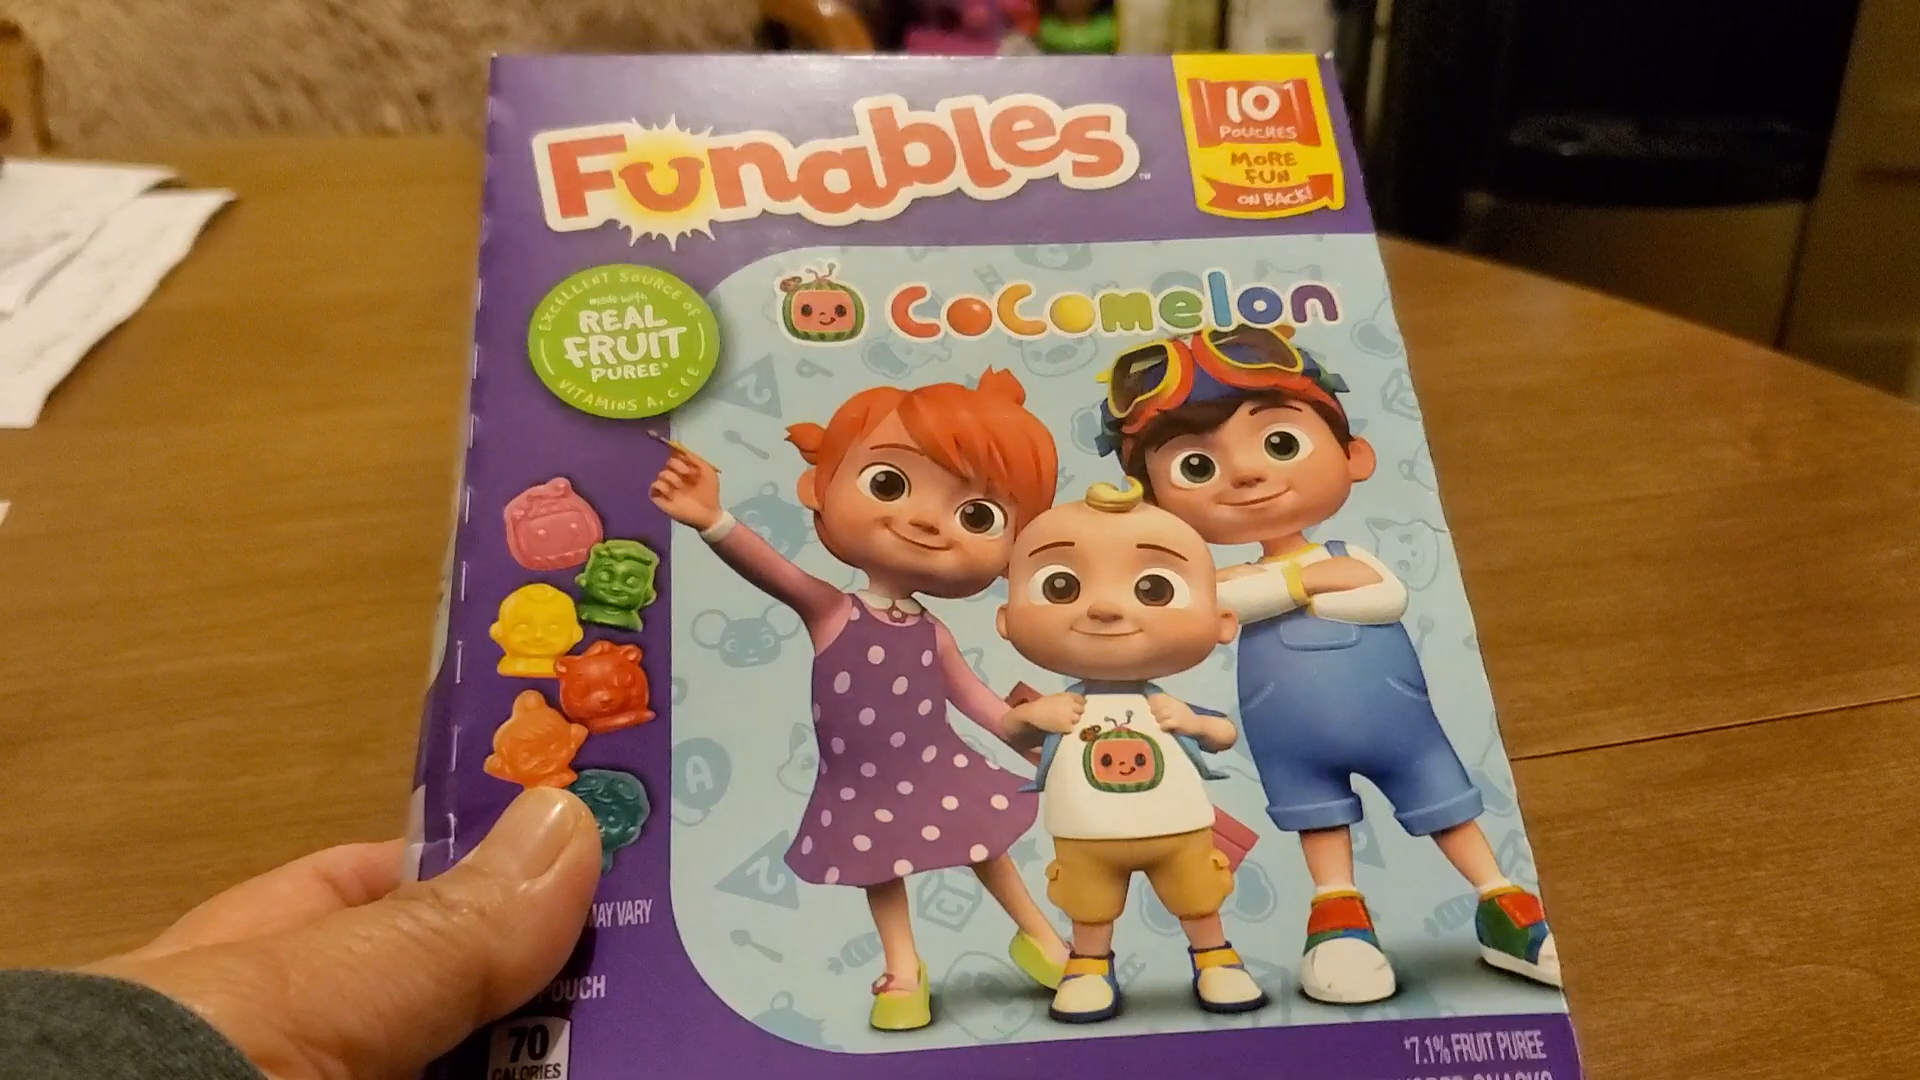 Funables™
10
POUCHES
MORE
FUN
ON BACK!
CoComelon
EXCELLENT SOURCE OF
made with
REAL
FRUIT
PUREE*
VITAMINS A, C & E
A
C
MAY VARY
POUCH
70
CALORIES
*7.1% FRUIT PUREE